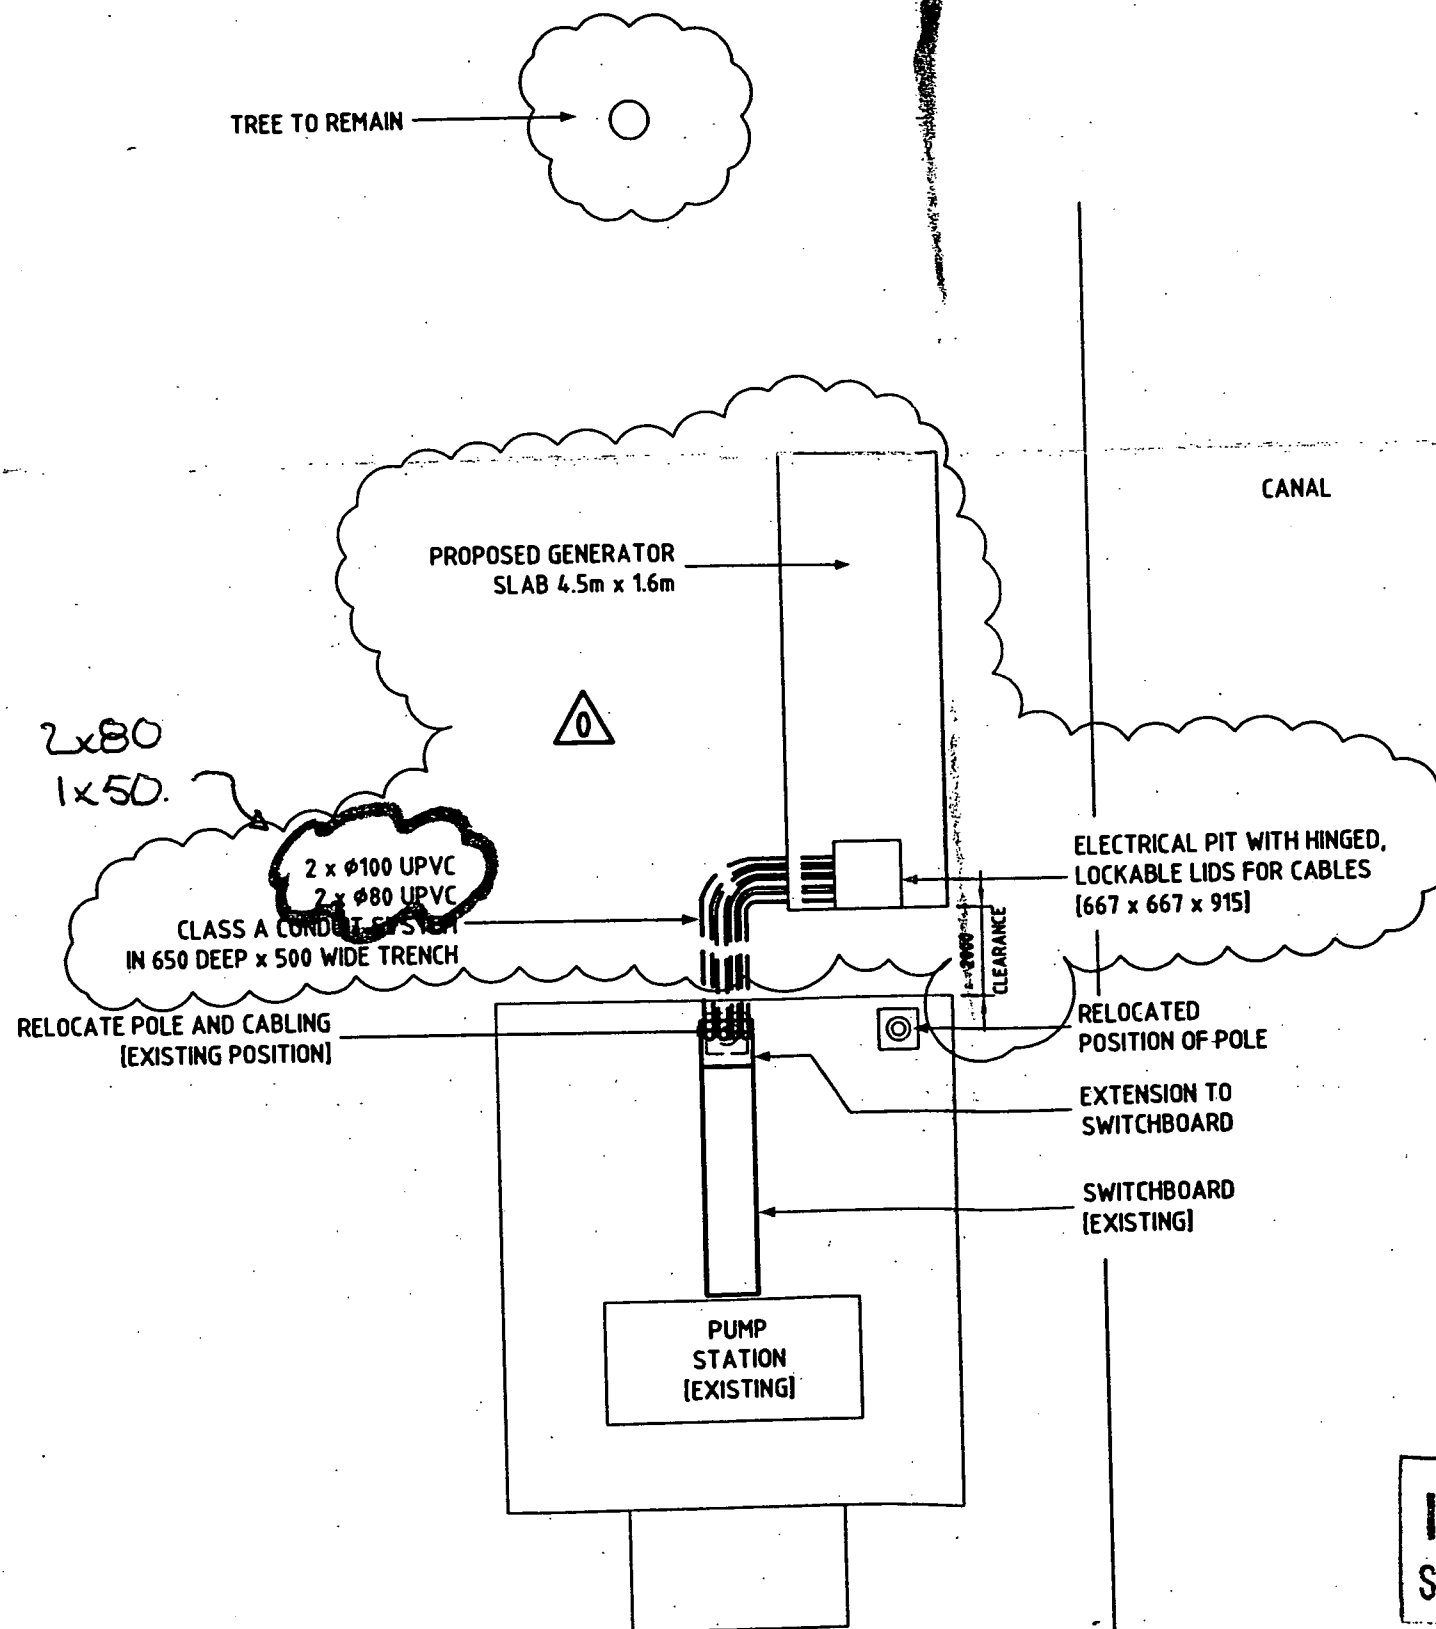 TREE TO REMAIN
CANAL
PROPOSED GENERATOR
SLAB 4.5m x 1.6m
0
2x80
1x50.
2 x Ø100 UPVC
2 x Ø80 UPVC
CLASS A CONDUIT SYSTEM
IN 650 DEEP x 500 WIDE TRENCH
ELECTRICAL PIT WITH HINGED,
LOCKABLE LIDS FOR CABLES
[667 x 667 x 915]
2000
CLEARANCE
RELOCATE POLE AND CABLING
[EXISTING POSITION]
RELOCATED
POSITION OF POLE
EXTENSION TO
SWITCHBOARD
SWITCHBOARD
[EXISTING]
PUMP
STATION
[EXISTING]
S